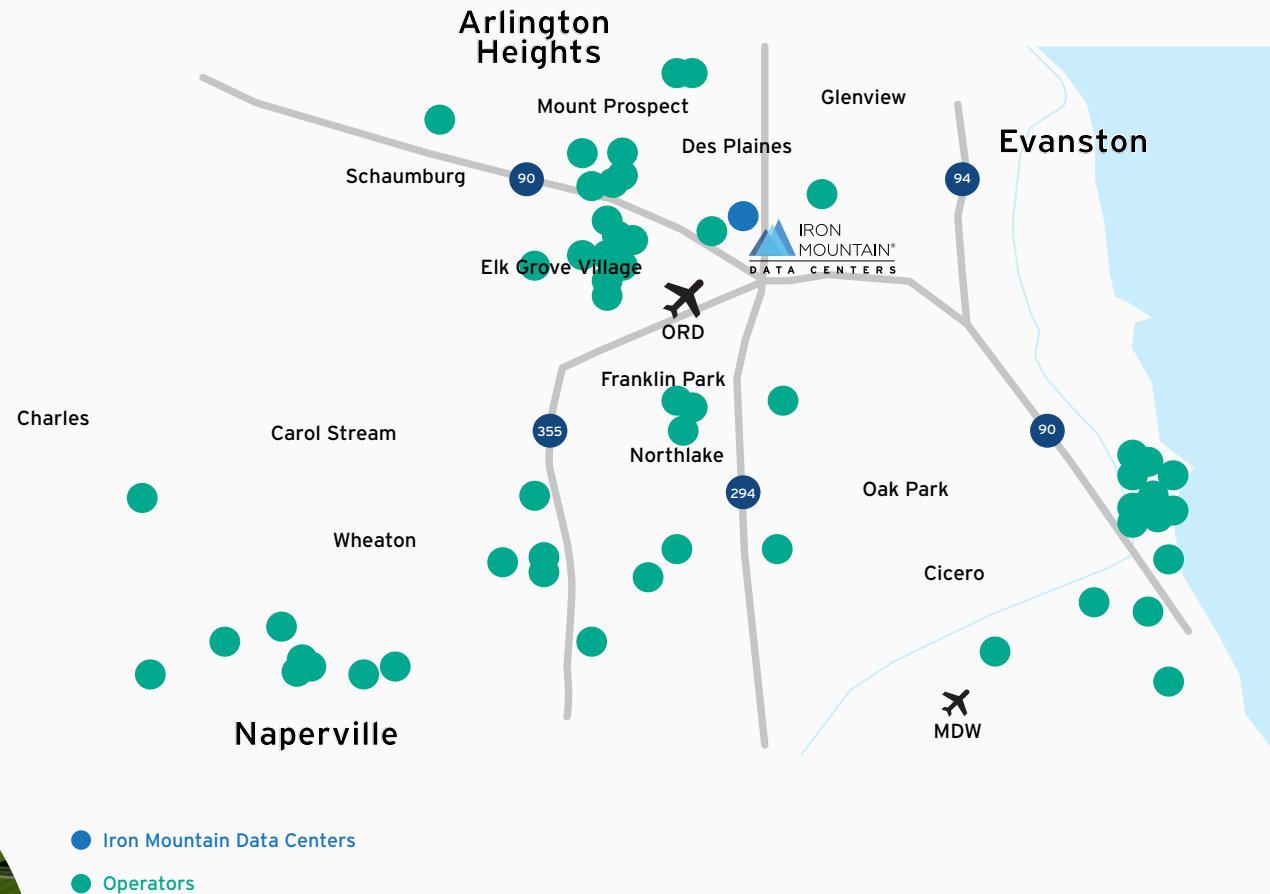 Arlington
Heights
Glenview
Mount Prospect
Evanston
Des Plaines
Schaumburg
90
94
IRON
MOUNTAIN®
DATA CENTERS
Elk Grove Village
ORD
Franklin Park
Charles
Carol Stream
355
90
Northlake
294
Oak Park
Wheaton
Cicero
Naperville
MDW
Iron Mountain Data Centers
Operators